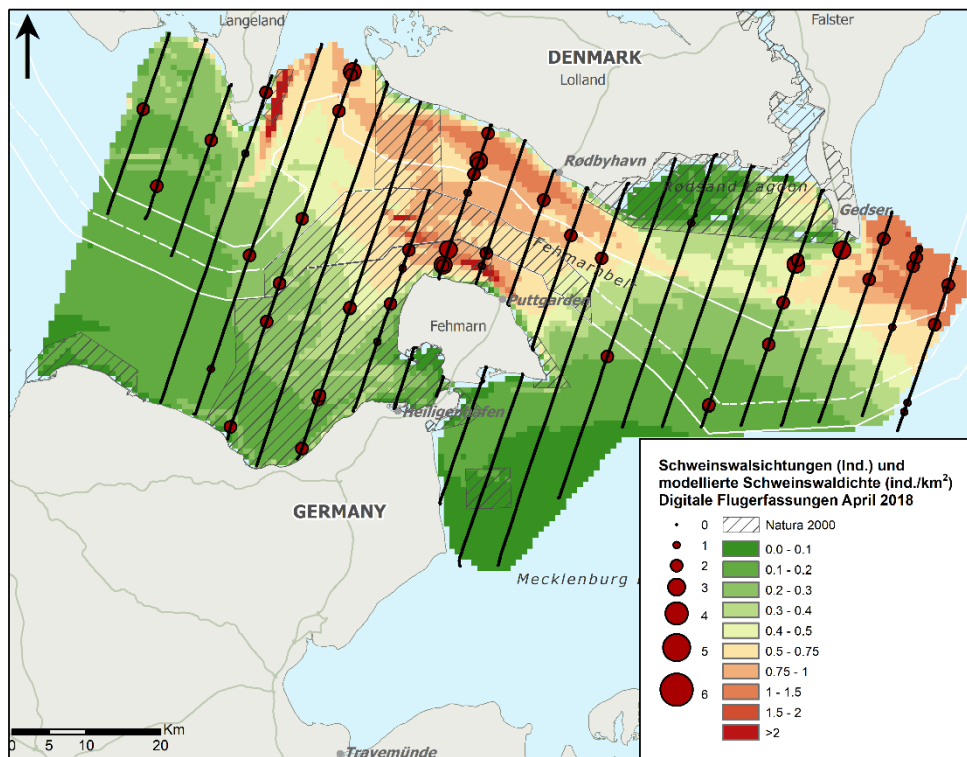 Langeland
Falster
DENMARK
Lolland
Rødbyhavn
Rødsand Lagoon
Gedser
Fehmarnbelt
Puttgarden
Fehmarn
Heiligenhafen
GERMANY
Mecklenburg
Travemünde
Km
0 5 10 20
Schweinswalsichtungen (Ind.) und
modellierte Schweinswaldichte (ind./km²)
Digitale Flugerfassungen April 2018
0 Natura 2000
1 0.0 - 0.1
2 0.1 - 0.2
3 0.2 - 0.3
4 0.3 - 0.4
0.4 - 0.5
5 0.5 - 0.75
0.75 - 1
6 1 - 1.5
1.5 - 2
>2